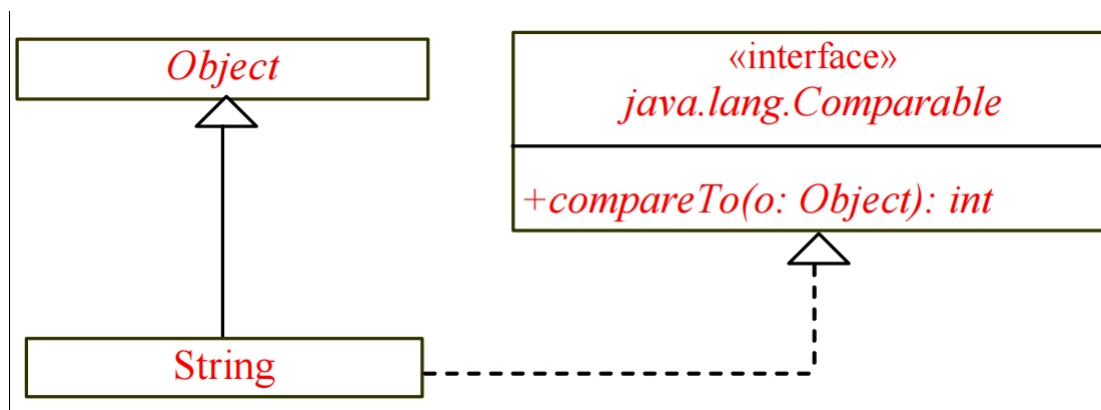 Object
«interface»
java.lang.Comparable
+compareTo(o: Object): int
String